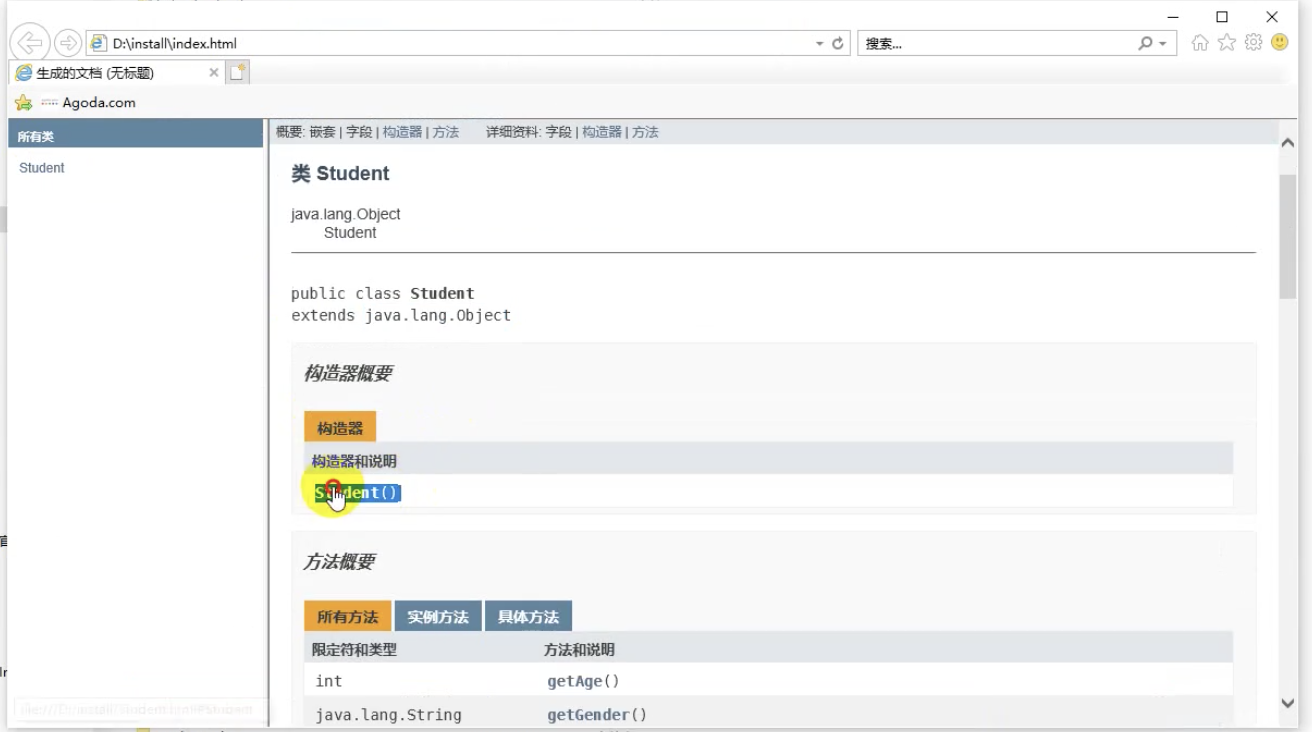 D:\install\index.html
搜索...
生成的文档 (无标题)
Agoda.com
所有类
Student
概要: 嵌套 | 字段 | 构造器 | 方法 详细资料: 字段 | 构造器 | 方法
类 Student
java.lang.Object
Student
public class Student
extends java.lang.Object
构造器概要
构造器
构造器和说明
Student()
方法概要
所有方法 实例方法 具体方法
限定符和类型 方法和说明
int getAge()
java.lang.String getGender()